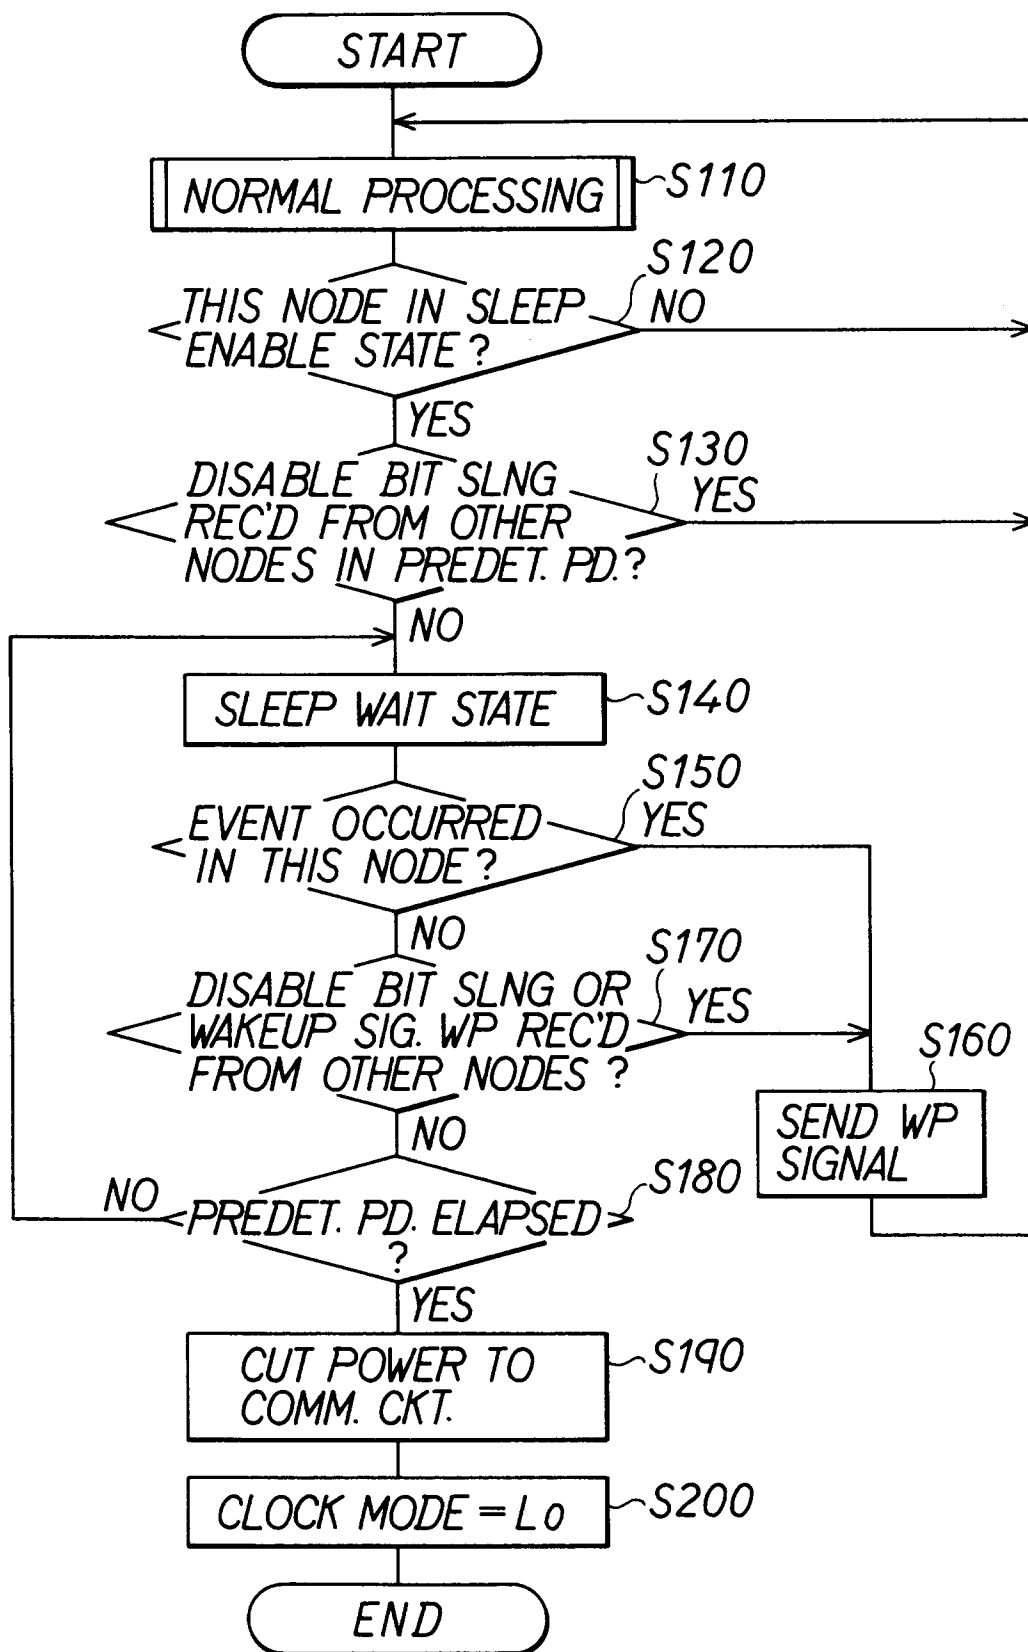 START
NORMAL PROCESSING
S110
S120
THIS NODE IN SLEEP
ENABLE STATE?
NO
YES
S130
DISABLE BIT SLNG
REC'D FROM OTHER
NODES IN PREDET. PD.?
YES
NO
SLEEP WAIT STATE
S140
S150
EVENT OCCURRED
IN THIS NODE?
YES
NO
S170
DISABLE BIT SLNG OR
WAKEUP SIG. WP REC'D
FROM OTHER NODES?
YES
S160
SEND WP
SIGNAL
NO
S180
NO
PREDET. PD. ELAPSED
?
YES
CUT POWER TO
COMM. CKT.
S190
CLOCK MODE = Lo
S200
END